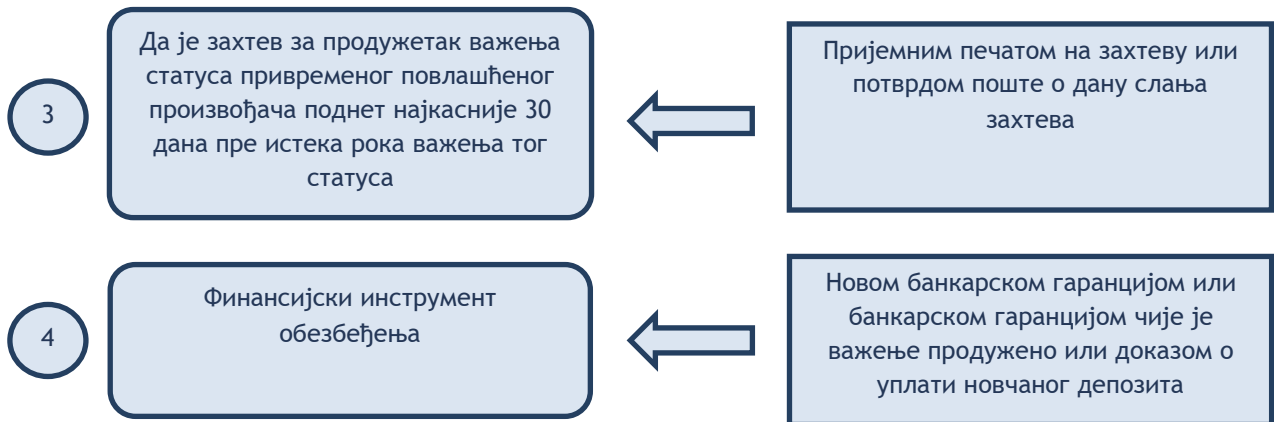 3
Да је захтев за продужетак важења
статуса привременог повлашћеног
произвођача поднет најкасније 30
дана пре истека рока важења тог
статуса
Пријемним печатом на захтеву или
потврдом поште о дану слања
захтева
4
Финансијски инструмент
обезбеђења
Новом банкарском гаранцијом или
банкарском гаранцијом чије је
важење продужено или доказом о
уплати новчаног депозита